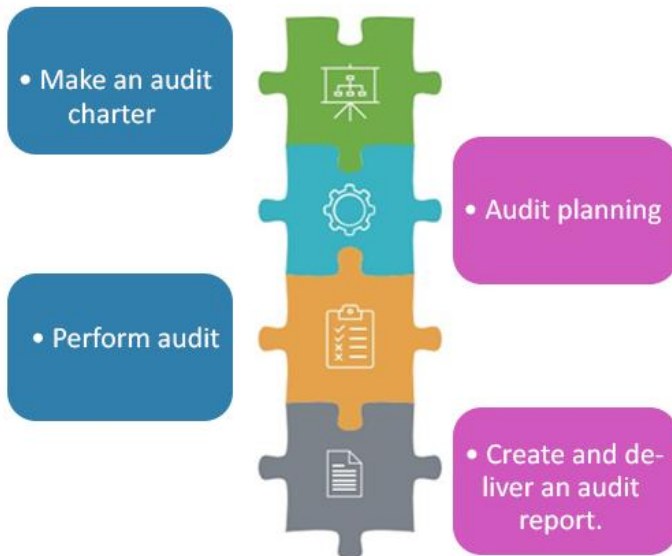 • Make an audit
charter
• Audit planning
• Perform audit
• Create and de-
liver an audit
report.